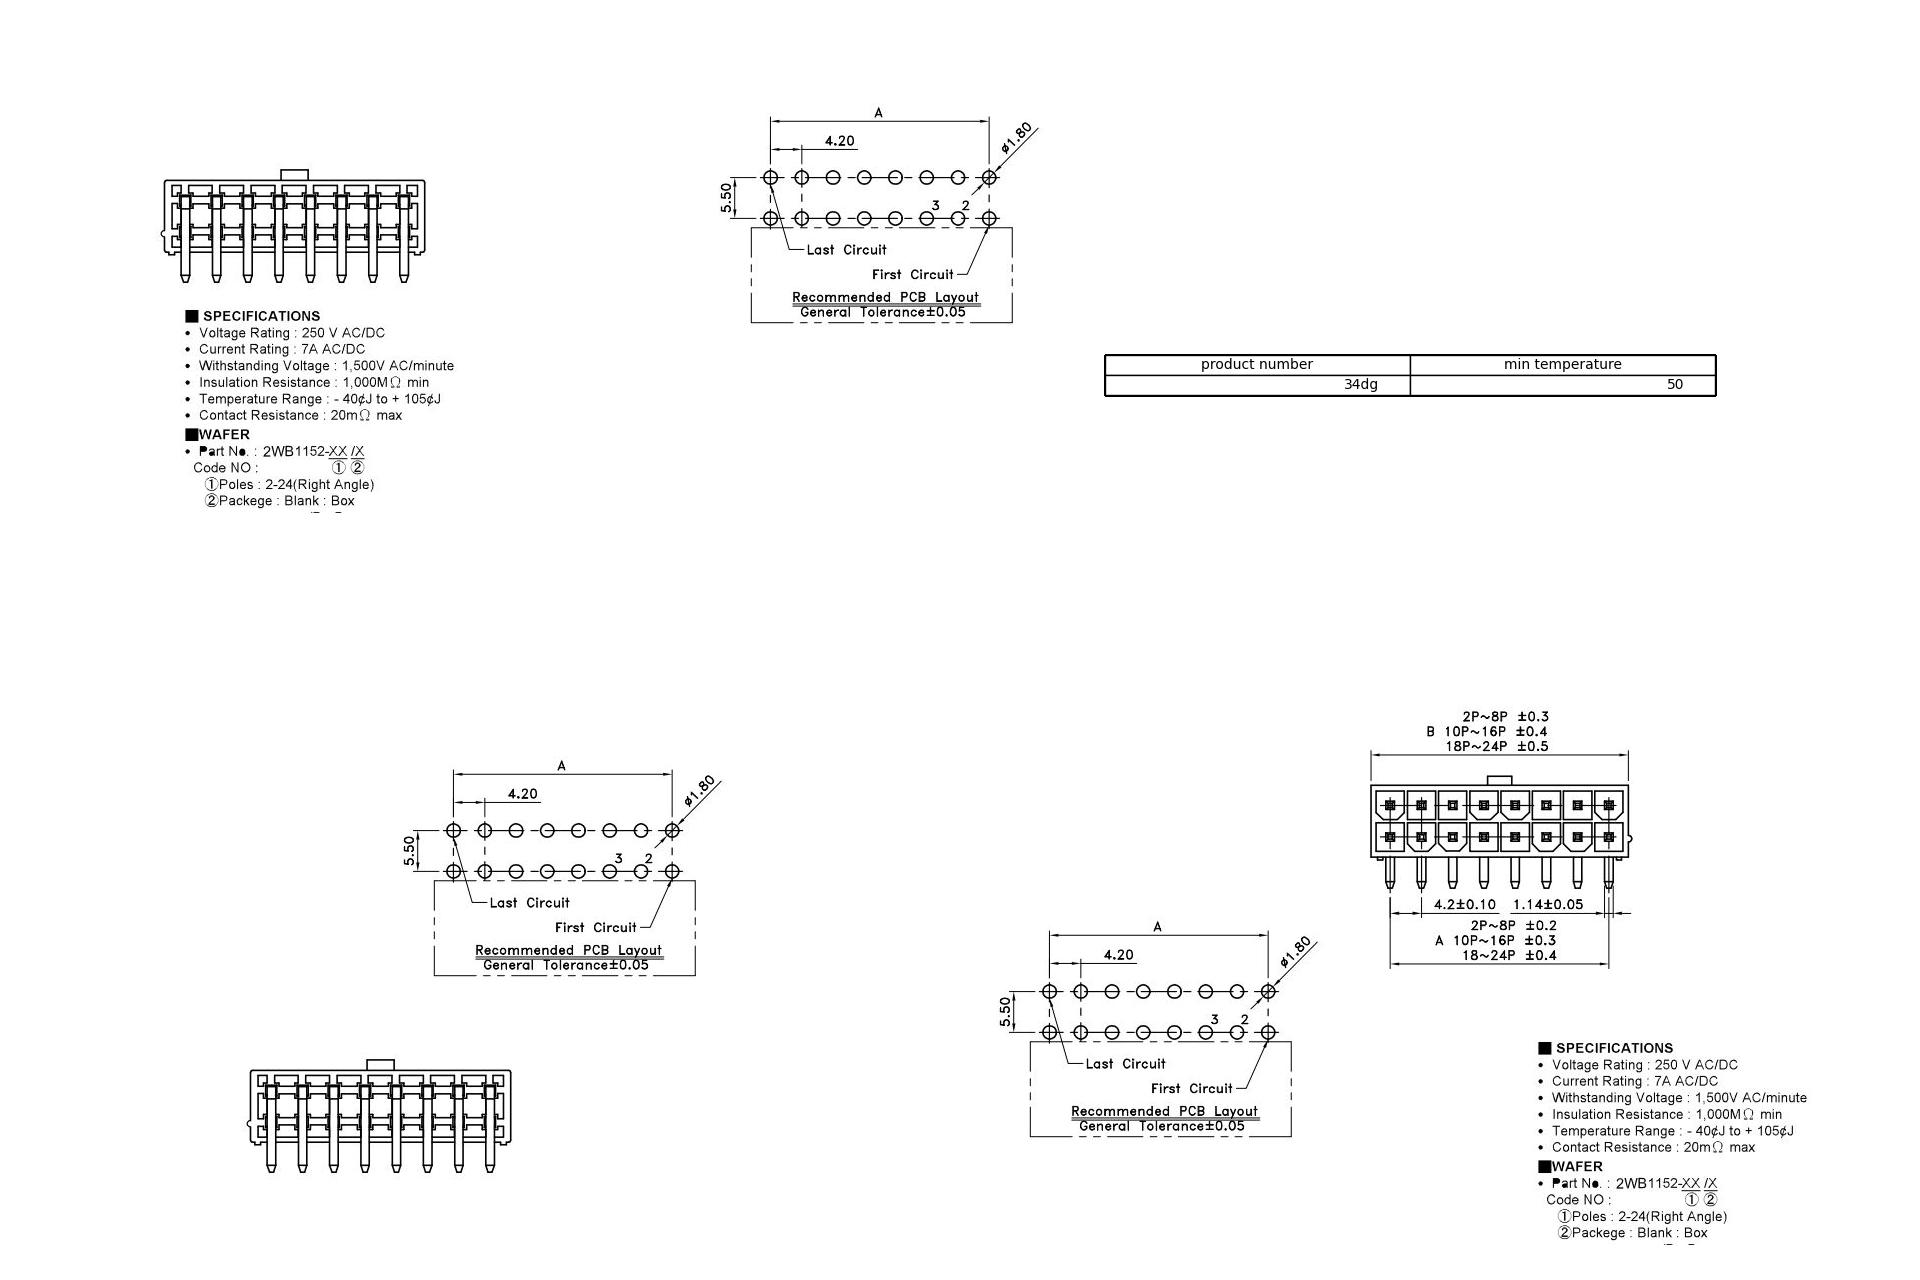 A
4.20
ø1.80
5.50
3 2
Last Circuit
First Circuit
Recommended PCB Layout
General Tolerance±0.05
■ SPECIFICATIONS
• Voltage Rating : 250 V AC/DC
• Current Rating : 7A AC/DC
• Withstanding Voltage : 1,500V AC/minute
• Insulation Resistance : 1,000MΩ min
• Temperature Range : - 40¢J to + 105¢J
• Contact Resistance : 20mΩ max
■WAFER
• Part No. : 2WB1152-XX /X
Code NO : ① ②
①Poles : 2-24(Right Angle)
②Packege : Blank : Box
product number min temperature
34dg 50
A
4.20
ø1.80
5.50
3 2
Last Circuit
First Circuit
Recommended PCB Layout
General Tolerance±0.05
2P~8P ±0.3
B 10P~16P ±0.4
18P~24P ±0.5
4.2±0.10 1.14±0.05
2P~8P ±0.2
A 10P~16P ±0.3
18~24P ±0.4
A
4.20
ø1.80
5.50
3 2
Last Circuit
First Circuit
Recommended PCB Layout
General Tolerance±0.05
■ SPECIFICATIONS
• Voltage Rating : 250 V AC/DC
• Current Rating : 7A AC/DC
• Withstanding Voltage : 1,500V AC/minute
• Insulation Resistance : 1,000MΩ min
• Temperature Range : - 40¢J to + 105¢J
• Contact Resistance : 20mΩ max
■WAFER
• Part No. : 2WB1152-XX /X
Code NO : ① ②
①Poles : 2-24(Right Angle)
②Packege : Blank : Box